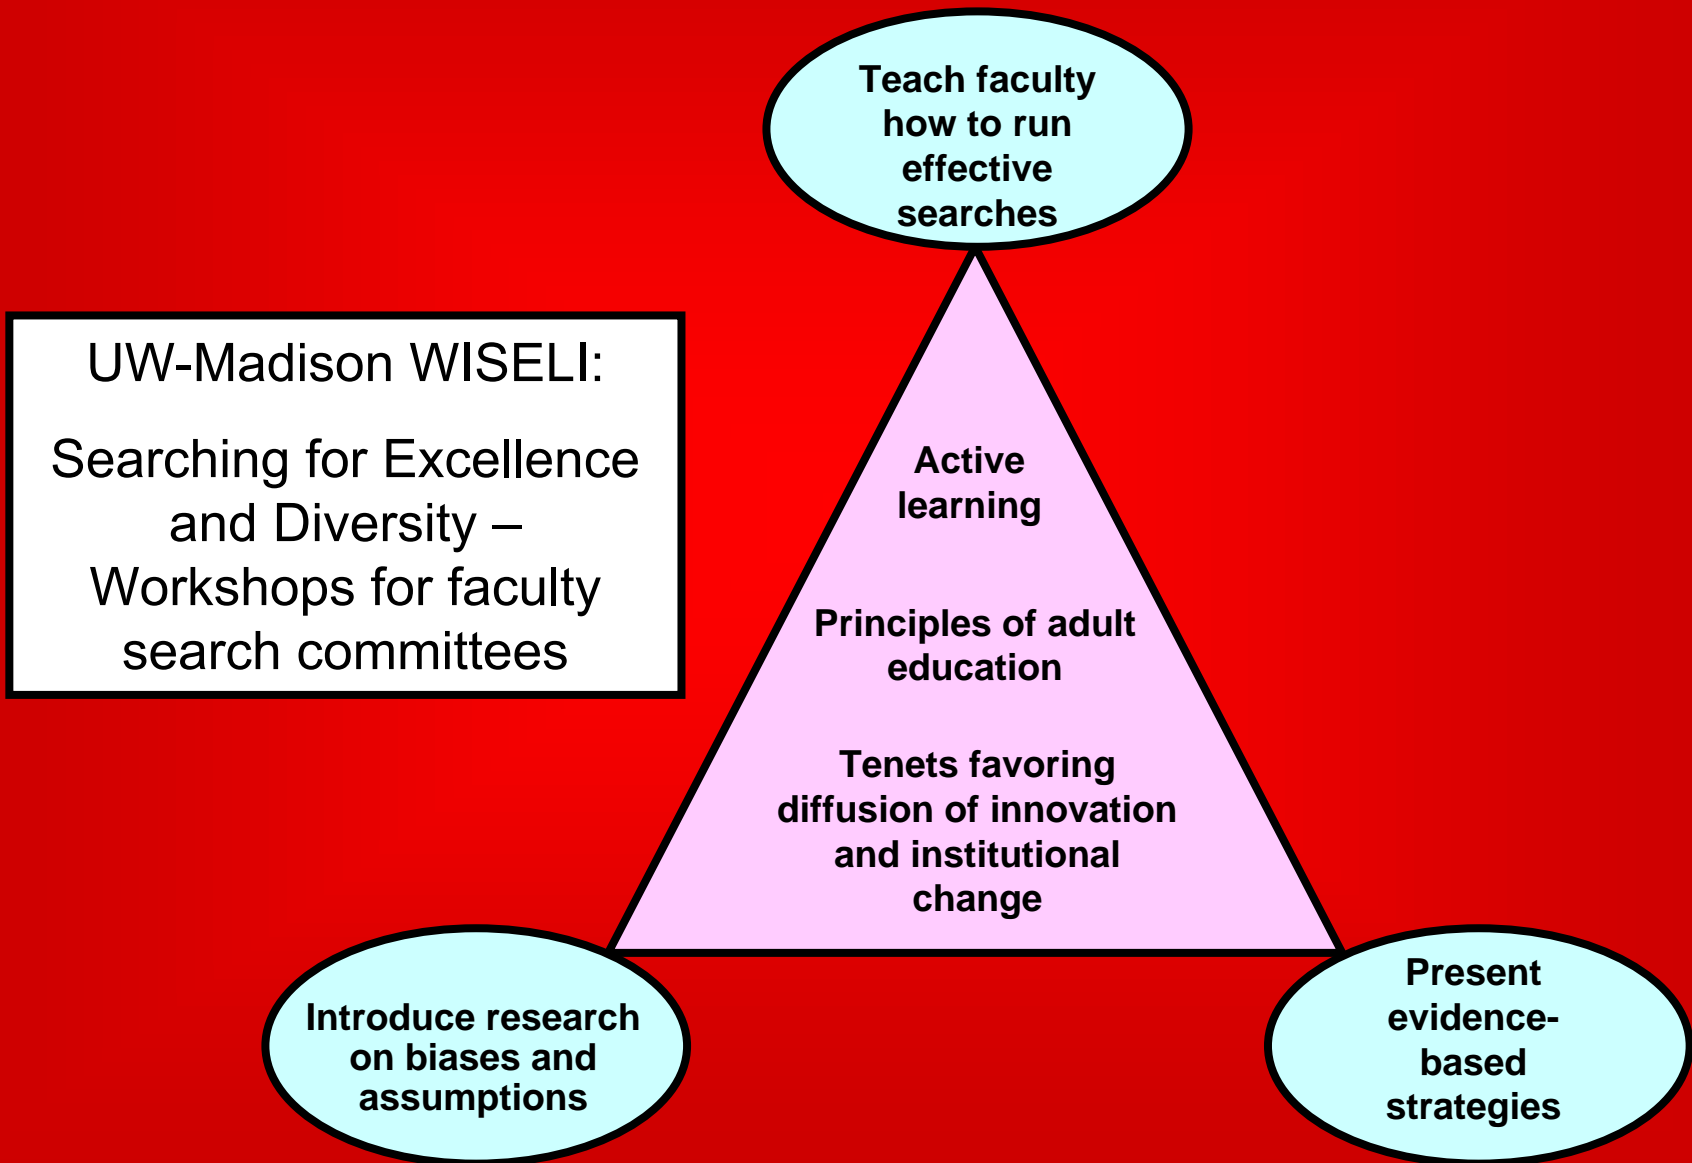 Teach faculty
how to run
effective
searches
UW-Madison WISELI:
Searching for Excellence
and Diversity –
Workshops for faculty
search committees
Active
learning
Principles of adult
education
Tenets favoring
diffusion of innovation
and institutional
change
Introduce research
on biases and
assumptions
Present
evidence-
based
strategies